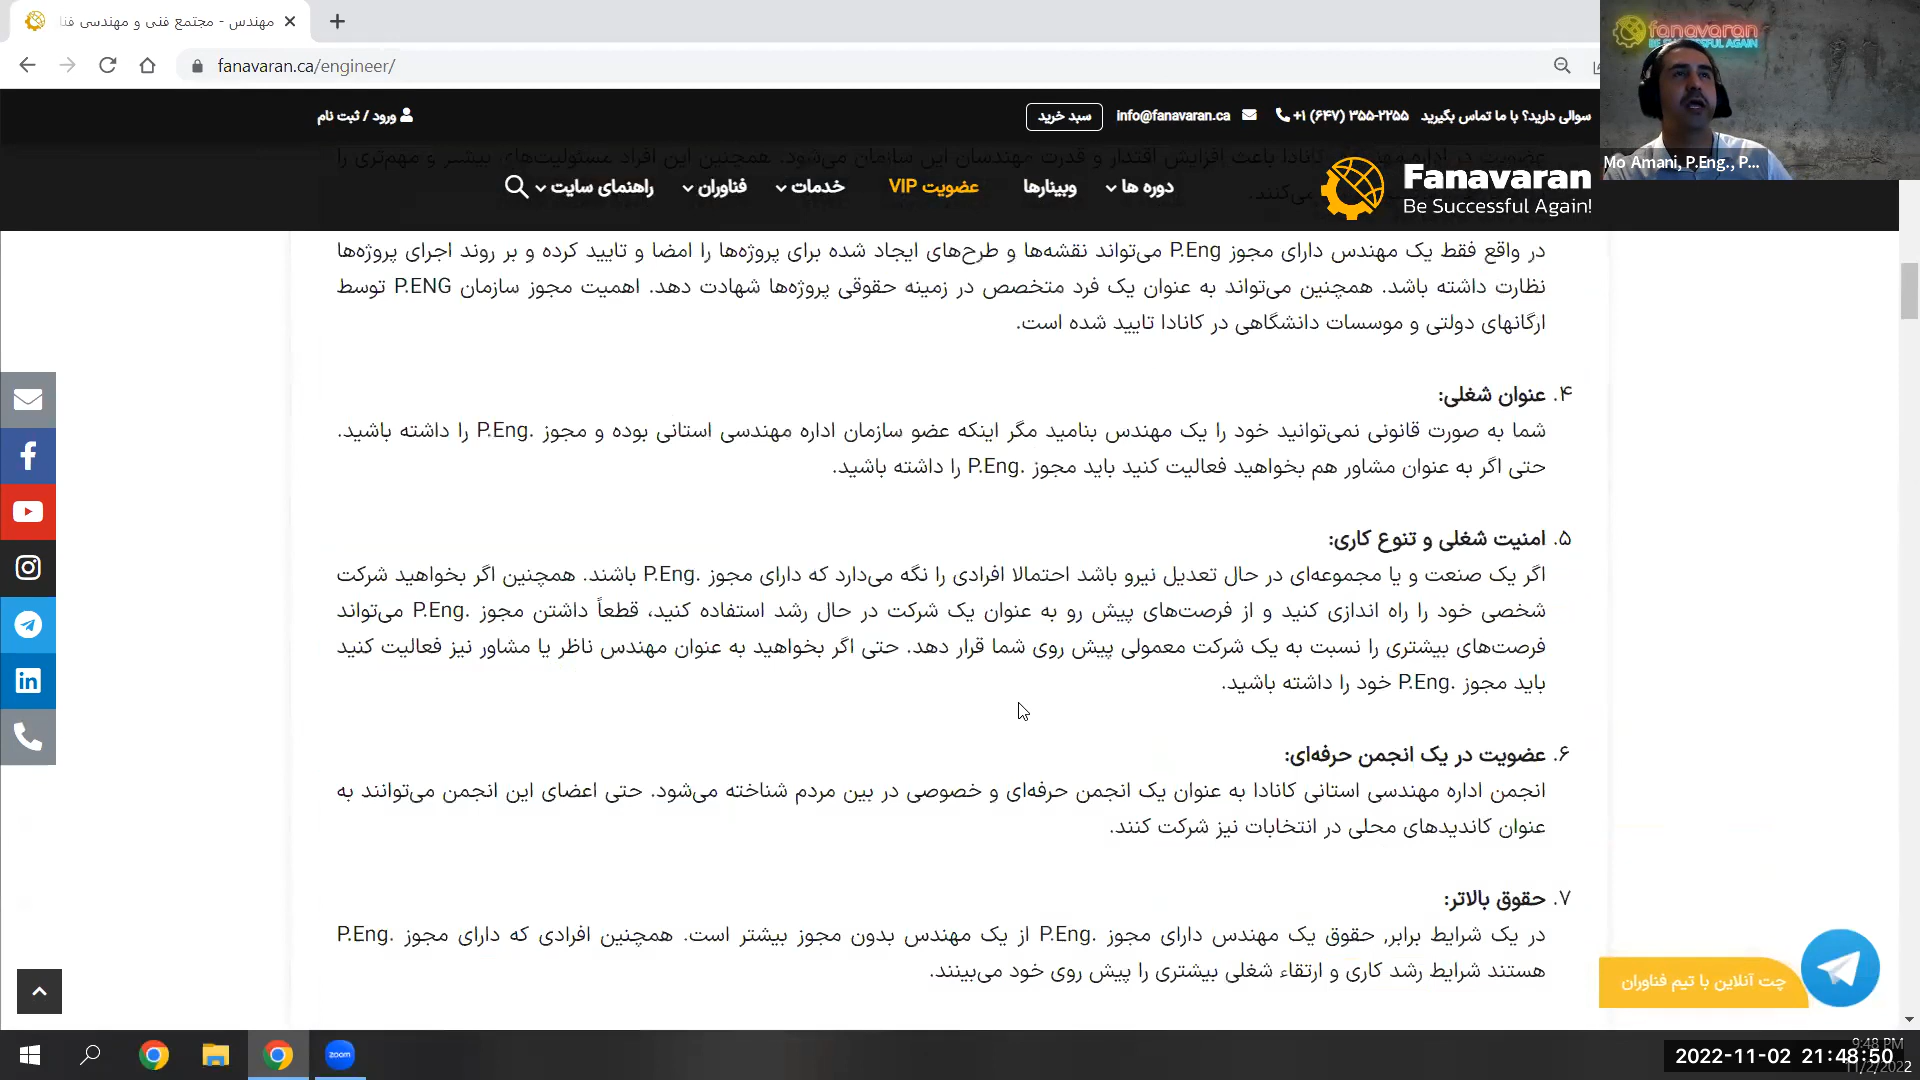 مهندس - مجتمع فنی و مهندسی فنا
fanavaran.ca/engineer/
fanavaran
BE SUCCESSFUL AGAIN
Mo Amani, P.Eng., P...
سوالی دارید؟ با ما تماس بگیرید
+۱ (۶۴۷) ۳۵۵-۲۲۵۵
info@fanavaran.ca
سبد خرید
ورود / ثبت نام
Fanavaran
Be Successful Again!
دوره ها
وبینارها
عضویت VIP
خدمات
فناوران
راهنمای سایت
در واقع فقط یک مهندس دارای مجوز P.Eng می‌تواند نقشه‌ها و طرح‌های ایجاد شده برای پروژه‌ها را امضا و تایید کرده و بر روند اجرای پروژه‌ها
نظارت داشته باشد. همچنین می‌تواند به عنوان یک فرد متخصص در زمینه حقوقی پروژه‌ها شهادت دهد. اهمیت مجوز سازمان P.ENG توسط
ارگانهای دولتی و موسسات دانشگاهی در کانادا تایید شده است.
۴. عنوان شغلی:
شما به صورت قانونی نمی‌توانید خود را یک مهندس بنامید مگر اینکه عضو سازمان اداره مهندسی استانی بوده و مجوز .P.Eng را داشته باشید.
حتی اگر به عنوان مشاور هم بخواهید فعالیت کنید باید مجوز .P.Eng را داشته باشید.
۵. امنیت شغلی و تنوع کاری:
اگر یک صنعت و یا مجموعه‌ای در حال تعدیل نیرو باشد احتمالا افرادی را نگه می‌دارد که دارای مجوز .P.Eng باشند. همچنین اگر بخواهید شرکت
شخصی خود را راه اندازی کنید و از فرصت‌های پیش رو به عنوان یک شرکت در حال رشد استفاده کنید، قطعاً داشتن مجوز .P.Eng می‌تواند
فرصت‌های بیشتری را نسبت به یک شرکت معمولی پیش روی شما قرار دهد. حتی اگر بخواهید به عنوان مهندس ناظر یا مشاور نیز فعالیت کنید
باید مجوز .P.Eng خود را داشته باشید.
۶. عضویت در یک انجمن حرفه‌ای:
انجمن اداره مهندسی استانی کانادا به عنوان یک انجمن حرفه‌ای و خصوصی در بین مردم شناخته می‌شود. حتی اعضای این انجمن می‌توانند به
عنوان کاندیدهای محلی در انتخابات نیز شرکت کنند.
۷. حقوق بالاتر:
در یک شرایط برابر, حقوق یک مهندس دارای مجوز .P.Eng از یک مهندس بدون مجوز بیشتر است. همچنین افرادی که دارای مجوز .P.Eng
هستند شرایط رشد کاری و ارتقاء شغلی بیشتری را پیش روی خود می‌بینند.
چت آنلاین با تیم فناوران
zoom
9:48 PM
2022-11-02 21:48:50
11/2/2022